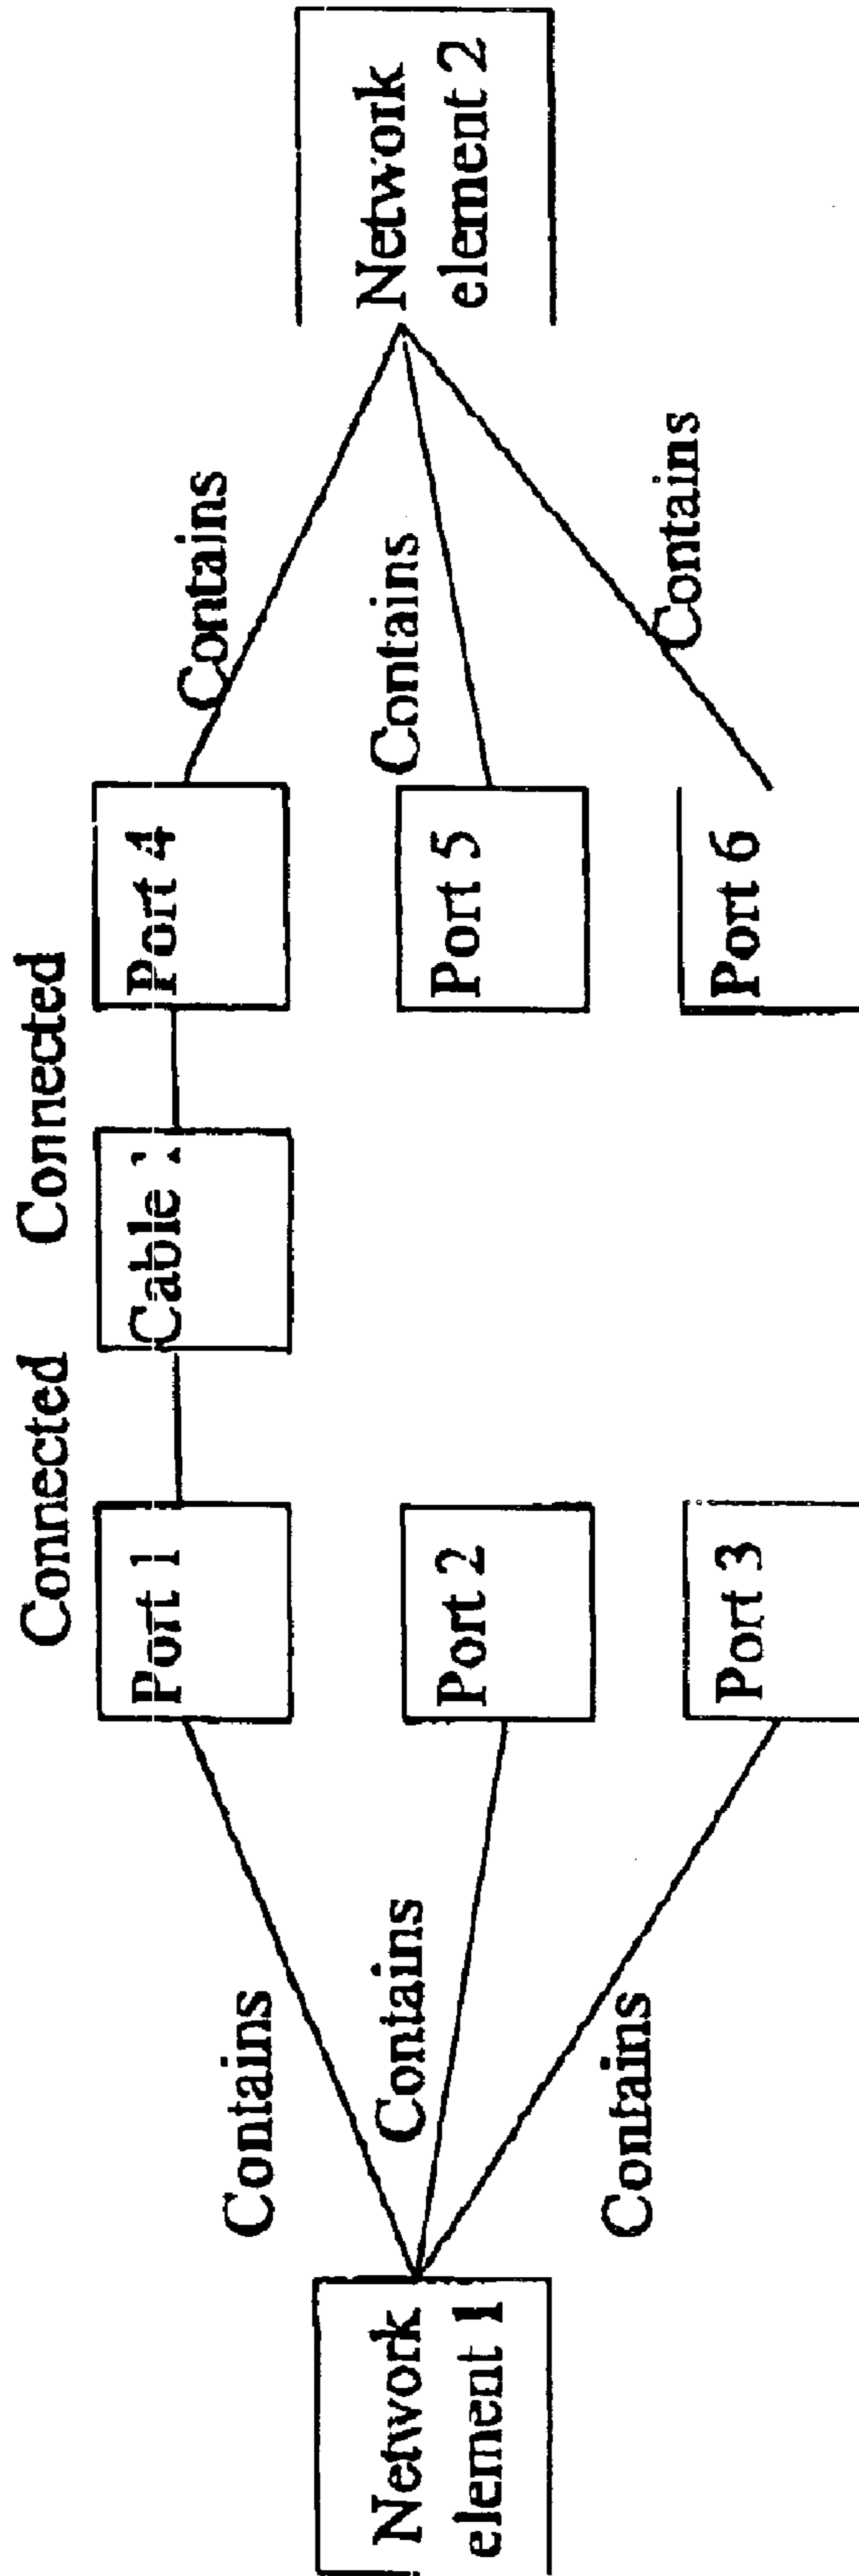 Connected
Connected
Port 1
Cable
Port 4
Contains
Contains
Network
element 1
Contains
Port 2
Port 5
Contains
Network
element 2
Contains
Port 3
Port 6
Contains